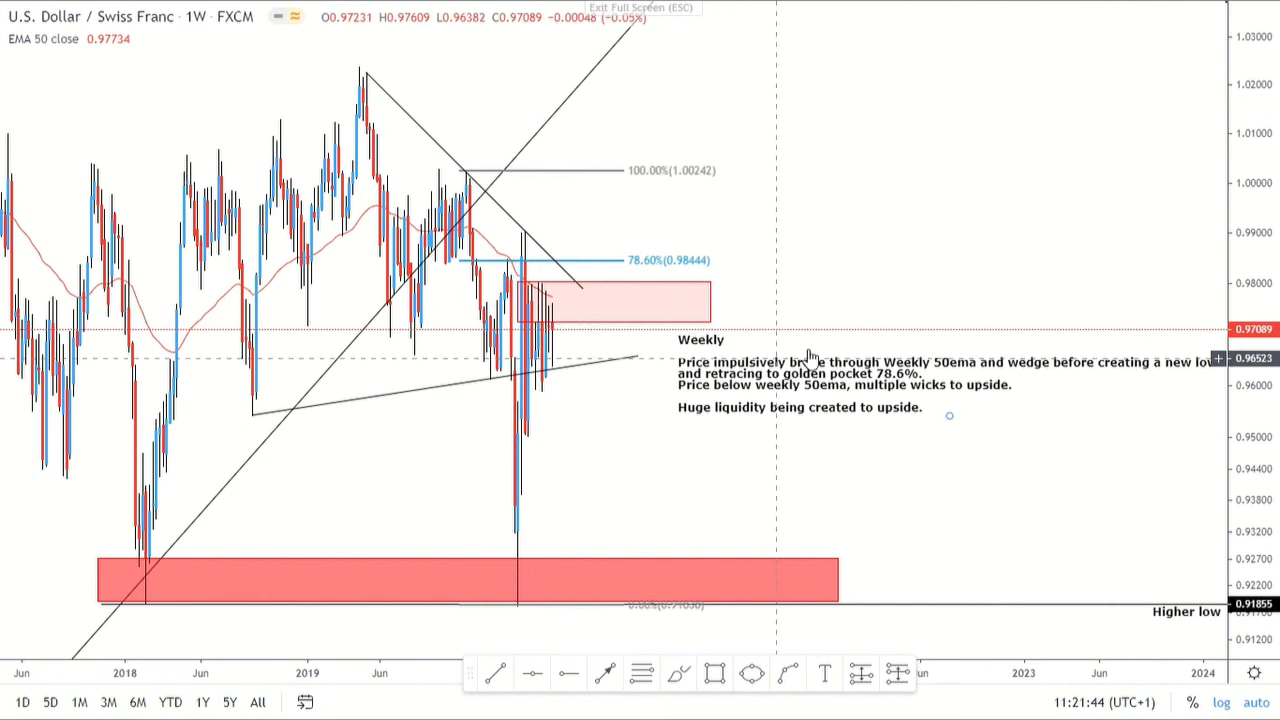 U.S. Dollar / Swiss Franc · 1W · FXCM
O0.97231 H0.97609 L0.96382 C0.97089 −0.00048 (−0.05%)
Exit Full Screen (ESC)
EMA 50 close 0.97734
1.03000
1.02000
1.01000
100.00%(1.00242)
1.00000
0.99000
78.60%(0.98444)
0.98000
0.97089
Weekly
0.96523
Price impulsively broke through Weekly 50ema and wedge before creating a new low
and retracing to golden pocket 78.6%.
Price below weekly 50ema, multiple wicks to upside.
0.96000
Huge liquidity being created to upside.
0.95000
0.94400
0.93800
0.93200
0.92700
0.92200
0.91855
Higher low
0.91200
Jun 2018 Jun 2019 Jun 2023 Jun 2024
1D 5D 1M 3M 6M YTD 1Y 5Y All
11:21:44 (UTC+1) % log auto